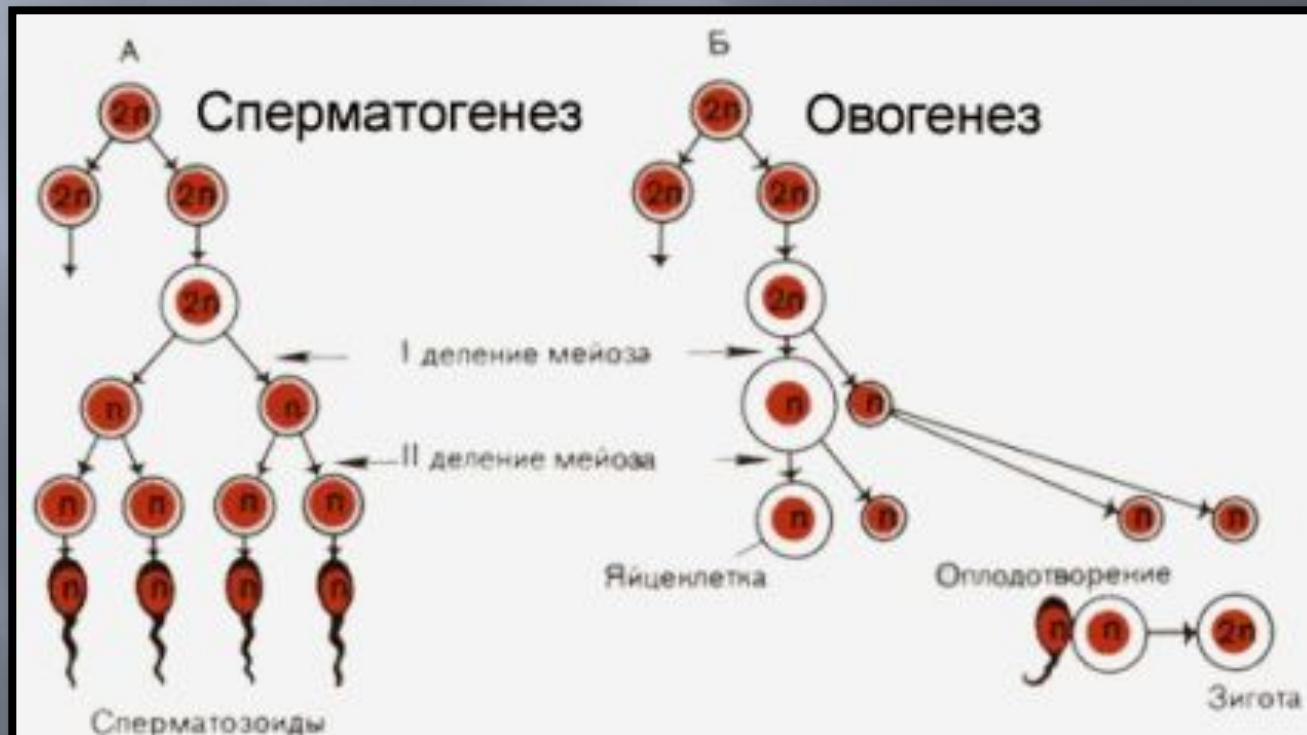 А
Б
2n
Сперматогенез
2n
Овогенез
2n
2n
2n
2n
2n
2n
I деление мейоза
n
n
n
n
II деление мейоза
n
n
n
n
n
n
n
n
Яйцеклетка
Оплодотворение
n
n
n
n
n
n
2n
Зигота
Сперматозоиды